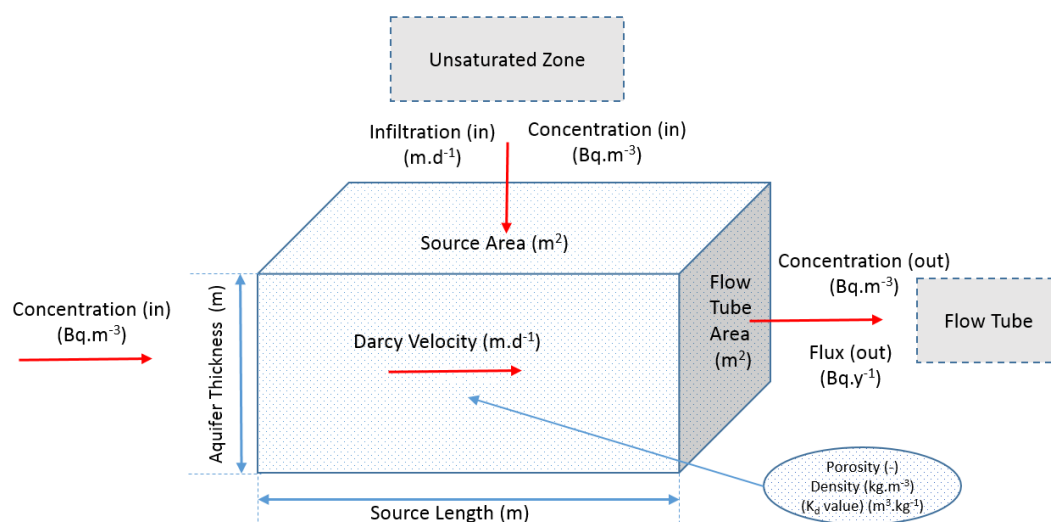 Unsaturated Zone
Infiltration (in)
(m.d⁻¹)
Concentration (in)
(Bq.m⁻³)
Source Area (m²)
Concentration (in)
(Bq.m⁻³)
Aquifer Thickness (m)
Darcy Velocity (m.d⁻¹)
Flow
Tube
Area
(m²)
Concentration (out)
(Bq.m⁻³)
Flux (out)
(Bq.y⁻¹)
Flow Tube
Porosity (-)
Density (kg.m⁻³)
(K_d value) (m³.kg⁻¹)
Source Length (m)